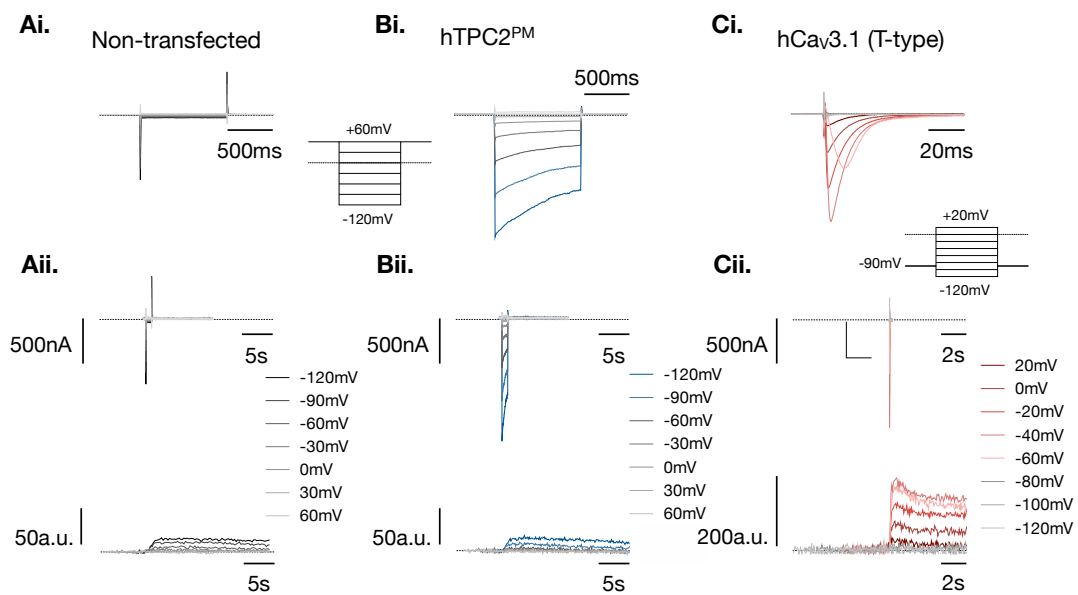 Ai.
Non-transfected
500ms
+60mV
-120mV
Bi.
hTPC2ᴾᴹ
500ms
Ci.
hCaᵥ3.1 (T-type)
20ms
+20mV
-90mV
-120mV
Aii.
500nA
5s
-120mV
-90mV
-60mV
-30mV
0mV
30mV
60mV
50a.u.
5s
Bii.
500nA
5s
-120mV
-90mV
-60mV
-30mV
0mV
30mV
60mV
50a.u.
5s
Cii.
500nA
2s
20mV
0mV
-20mV
-40mV
-60mV
-80mV
-100mV
-120mV
200a.u.
2s